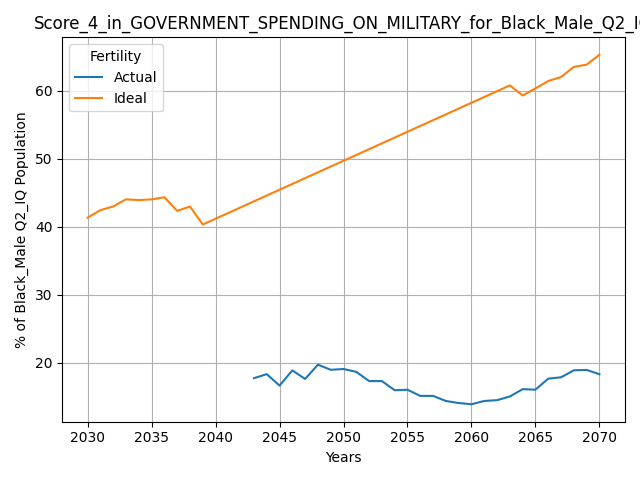 Score_4_in_GOVERNMENT_SPENDING_ON_MILITARY_for_Black_Male_Q2_I
Fertility
Actual
Ideal
% of Black_Male Q2_IQ Population
60
50
40
30
20
2030 2035 2040 2045 2050 2055 2060 2065 2070
Years